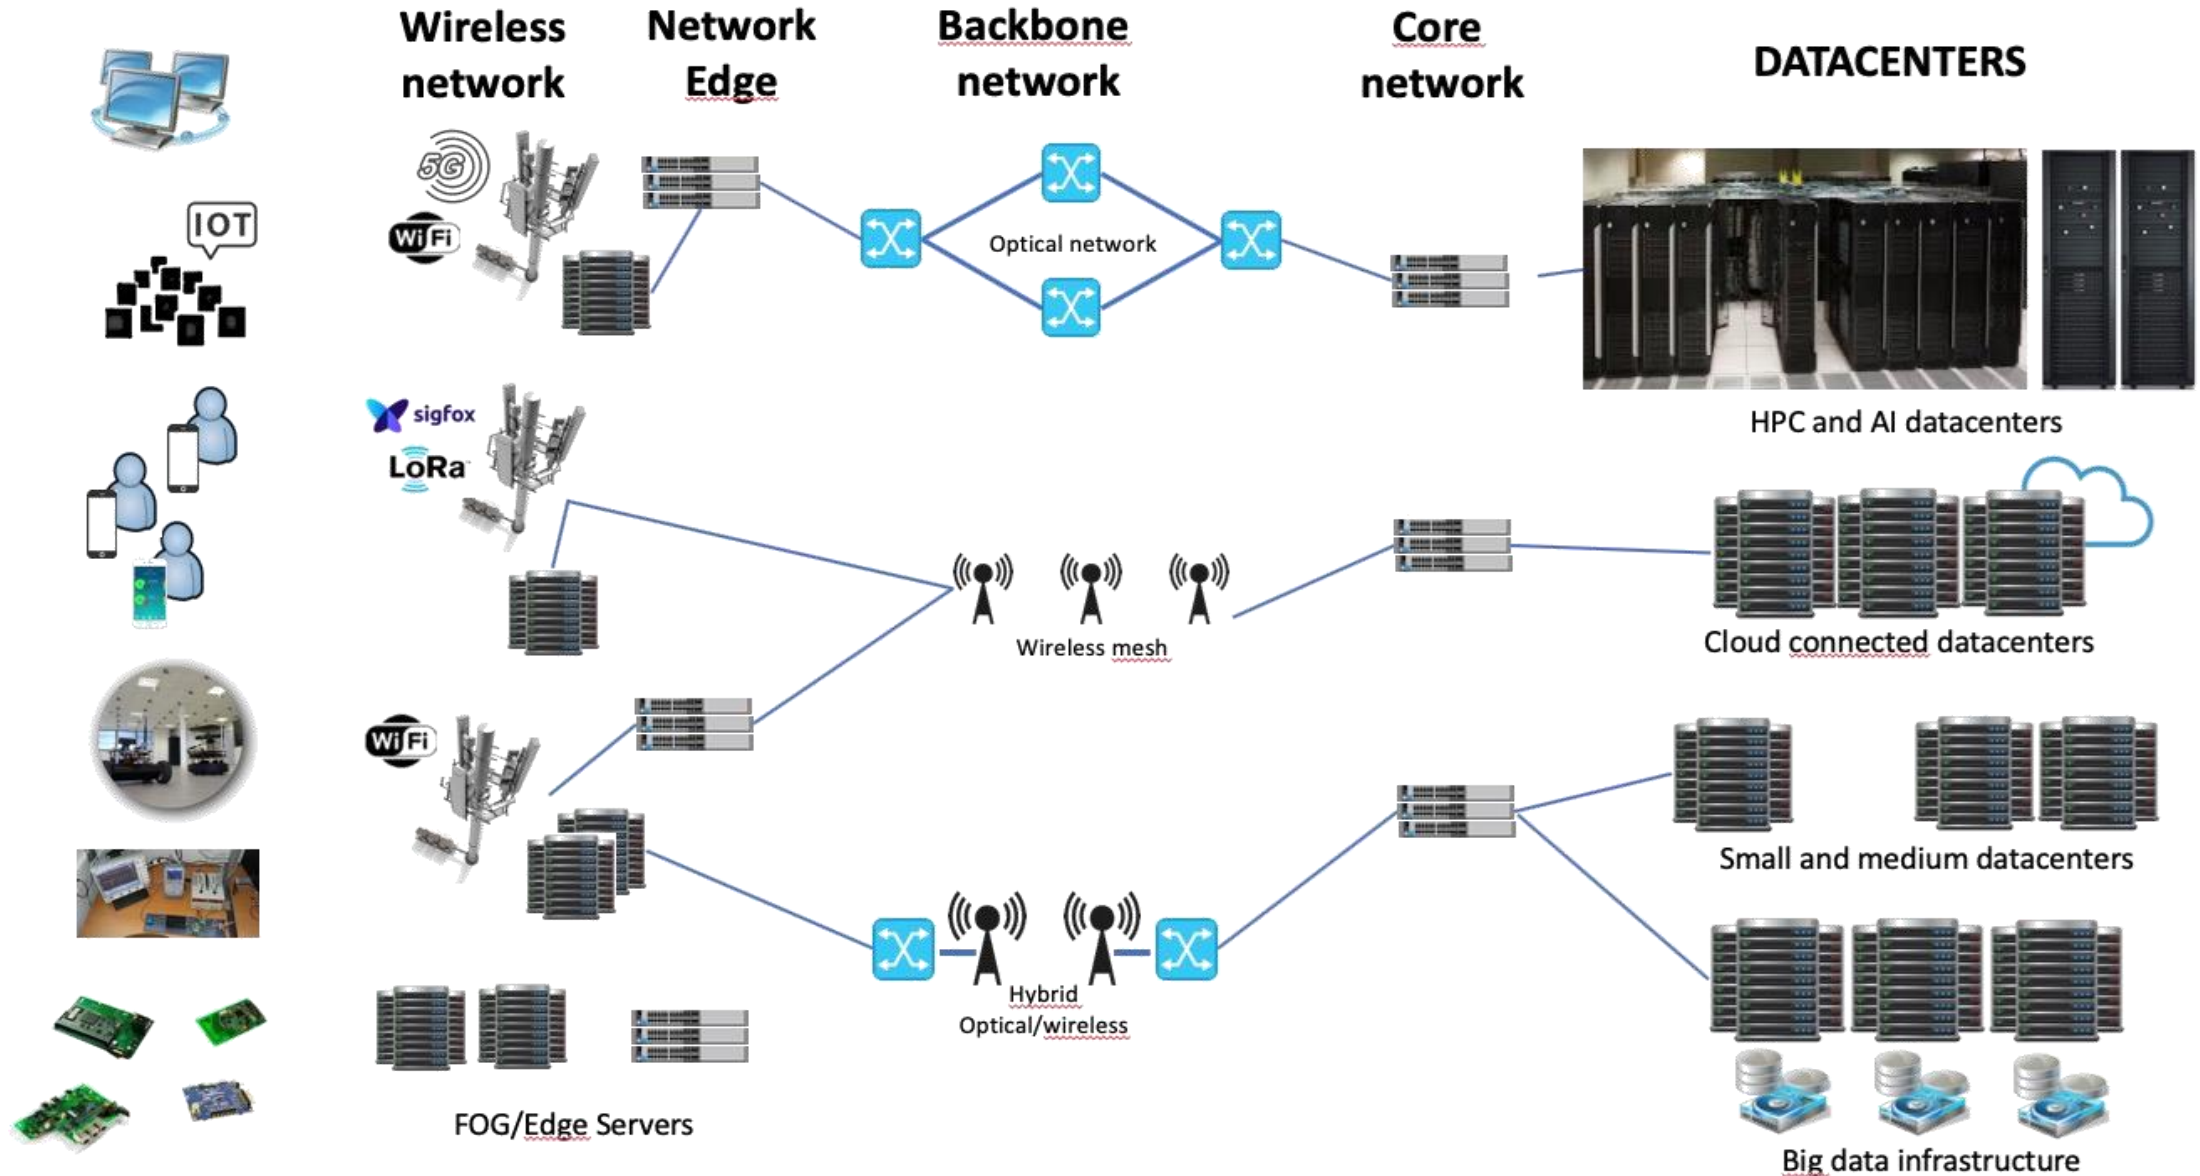 Wireless
network
Network
Edge
Backbone
network
Core
network
DATACENTERS
5G
WiFi
IOT
Optical network
HPC and AI datacenters
sigfox
LoRa
Wireless mesh
Cloud connected datacenters
WiFi
Small and medium datacenters
Hybrid
Optical/wireless
FOG/Edge Servers
Big data infrastructure